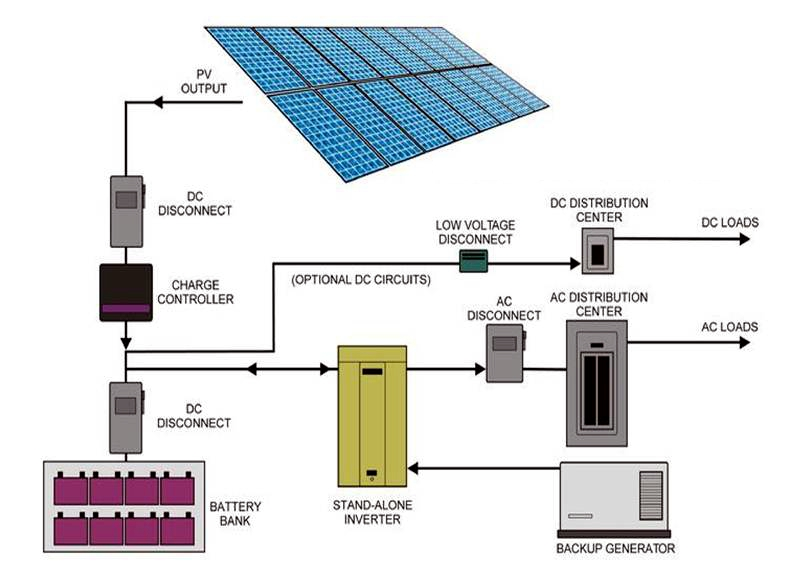 PV
OUTPUT
DC
DISCONNECT
CHARGE
CONTROLLER
LOW VOLTAGE
DISCONNECT
DC DISTRIBUTION
CENTER
DC LOADS
(OPTIONAL DC CIRCUITS)
AC
DISCONNECT
AC DISTRIBUTION
CENTER
AC LOADS
DC
DISCONNECT
BATTERY
BANK
STAND-ALONE
INVERTER
BACKUP GENERATOR